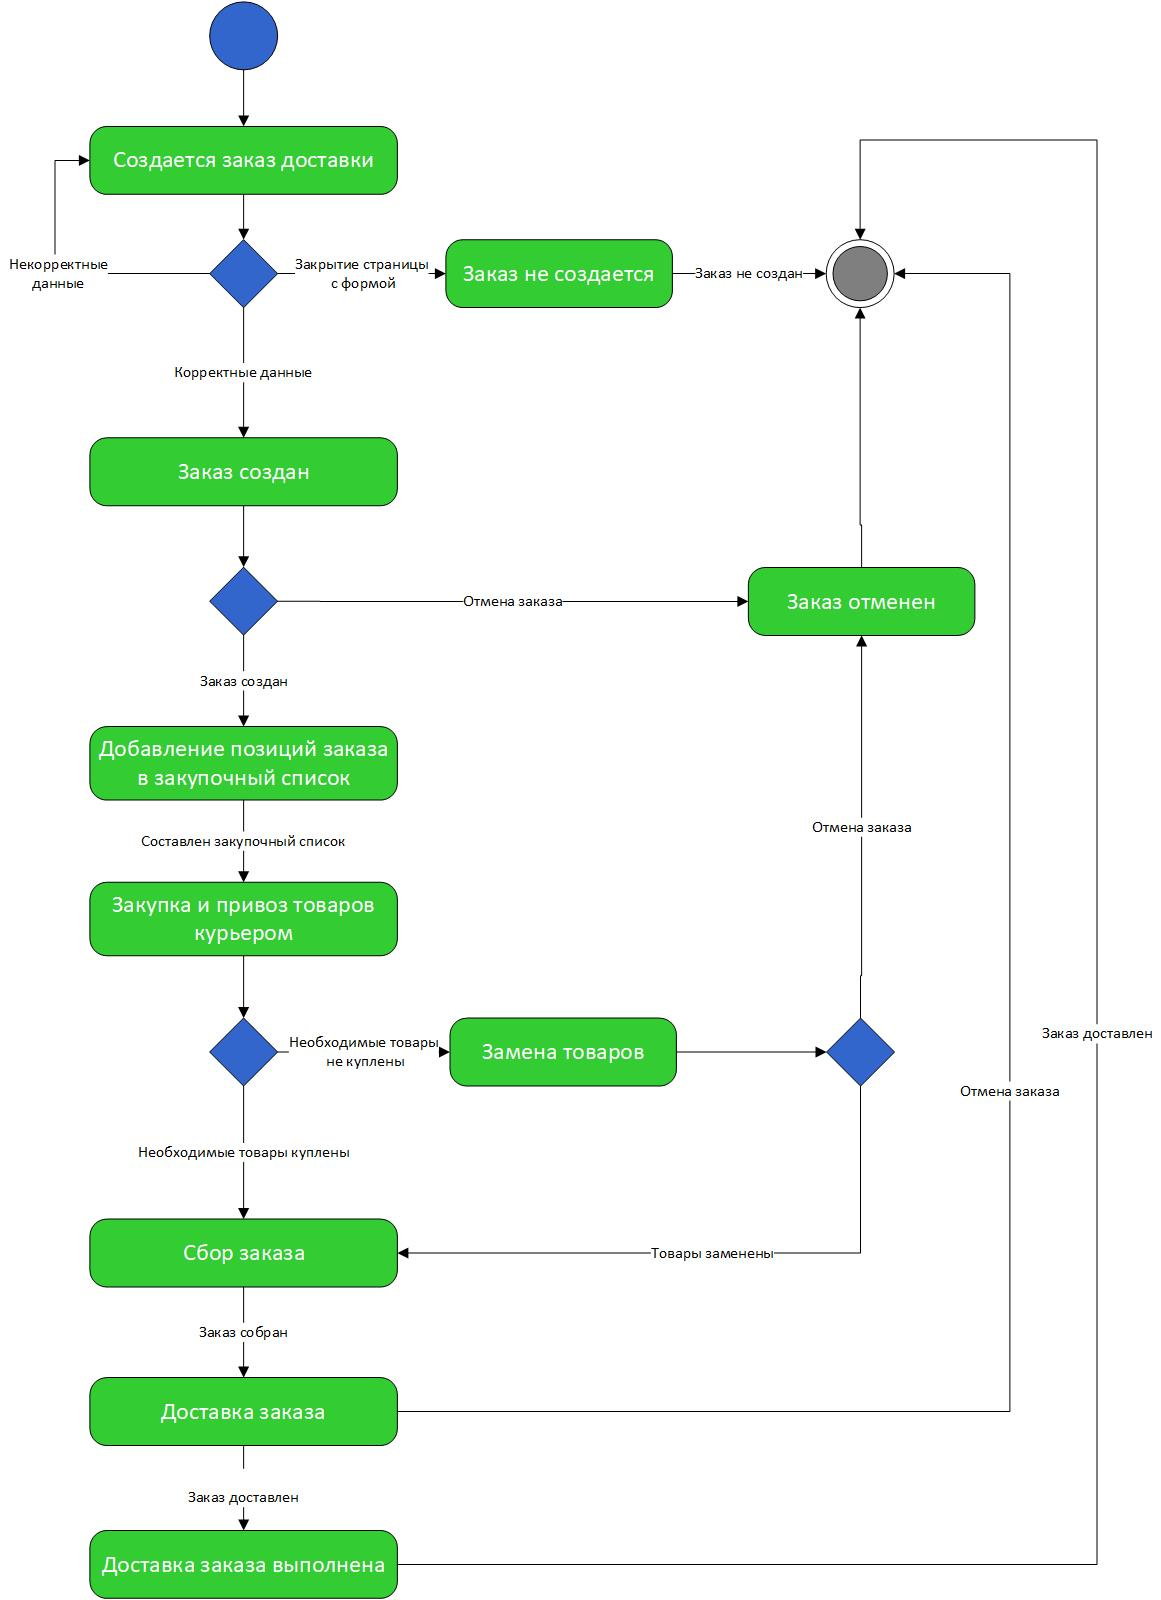 Создается заказ доставки
Некорректные
данные
Закрытие страницы
с формой
Заказ не создается
Заказ не создан
Корректные данные
Заказ создан
Отмена заказа
Заказ отменен
Заказ создан
Добавление позиций заказа
в закупочный список
Отмена заказа
Составлен закупочный список
Закупка и привоз товаров
курьером
Необходимые товары
не куплены
Замена товаров
Заказ доставлен
Отмена заказа
Необходимые товары куплены
Сбор заказа
Товары заменены
Заказ собран
Доставка заказа
Заказ доставлен
Доставка заказа выполнена